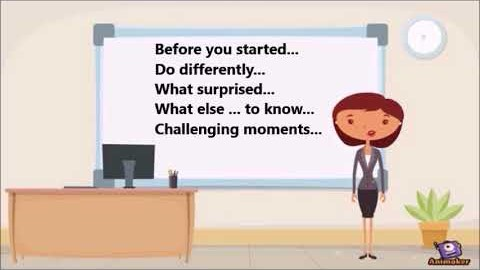 Before you started...
Do differently...
What surprised...
What else ... to know...
Challenging moments...
Animaker